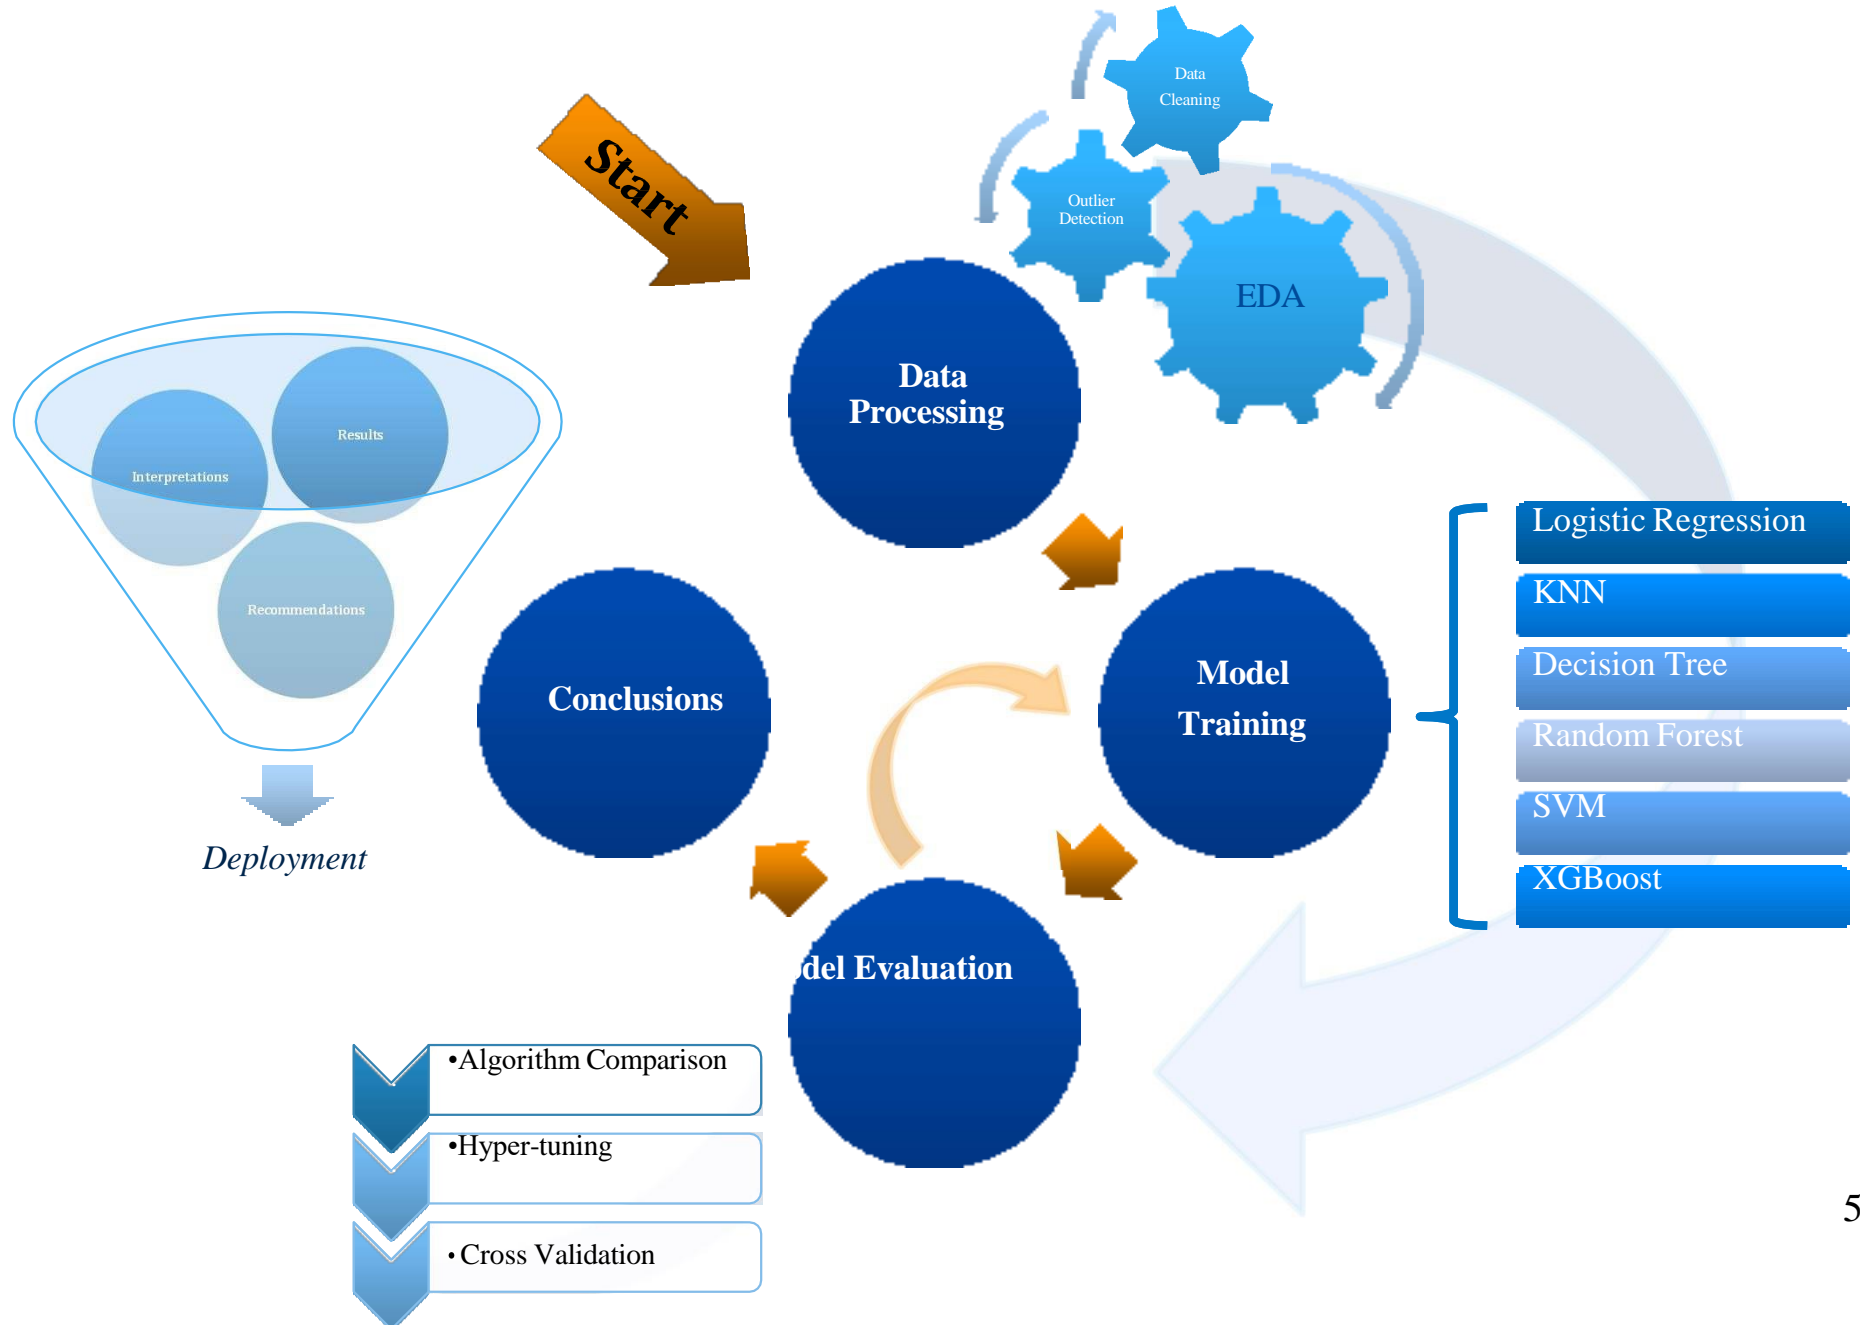 Start
Data
Cleaning
Outlier
Detection
EDA
Data
Processing
Results
Interpretations
Recommendations
Deployment
Conclusions
Model
Training
Logistic Regression
KNN
Decision Tree
Random Forest
SVM
XGBoost
del Evaluation
•Algorithm Comparison
•Hyper-tuning
• Cross Validation
5